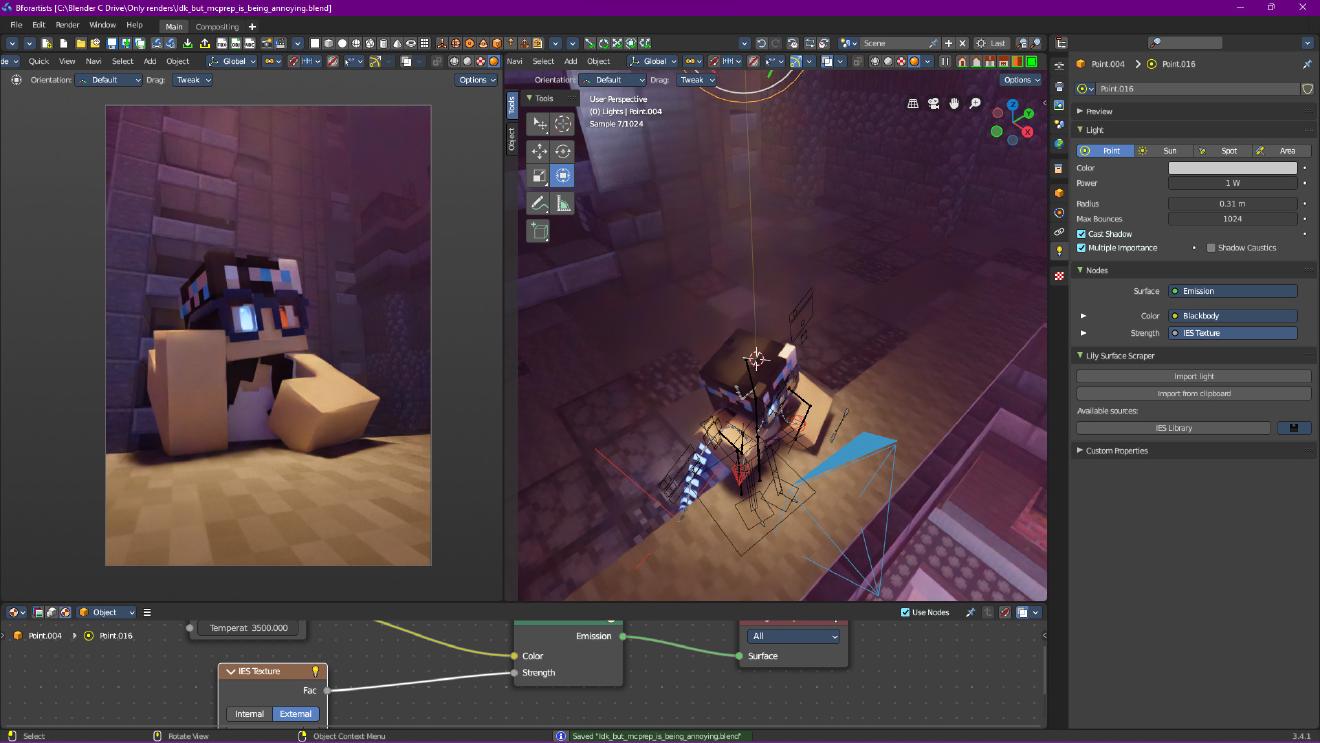 Bforartists [C:\Blender C Drive\Only renders\Idk_but_mcprep_is_being_annoying.blend]
File Edit Render Window Help Main Compositing +
Scene Last
de Quick View Navi Select Add Object Global
Navi Select Add Object Global
Orientation: Default Drag: Tweak Options
Orientation: Default Drag: Tweak Options
Tools
Object
Tools
User Perspective
(0) Lights | Point.004
Sample 7/1024
Z
Y
X
Point.004 Point.016
Point.016
Preview
Light
Point Sun Spot Area
Color
Power 1 W
Radius 0.31 m
Max Bounces 1024
Cast Shadow
Multiple Importance Shadow Caustics
Nodes
Surface Emission
Color Blackbody
Strength IES Texture
Lily Surface Scraper
Import light
Import from clipboard
Available sources:
IES Library
Custom Properties
Object Use Nodes
Point.004 Point.016
Temperat 3500.000
IES Texture
Fac
Internal External
Emission
Color
Strength
All
Surface
Select Rotate View Object Context Menu Saved "Idk_but_mcprep_is_being_annoying.blend" 3.4.1